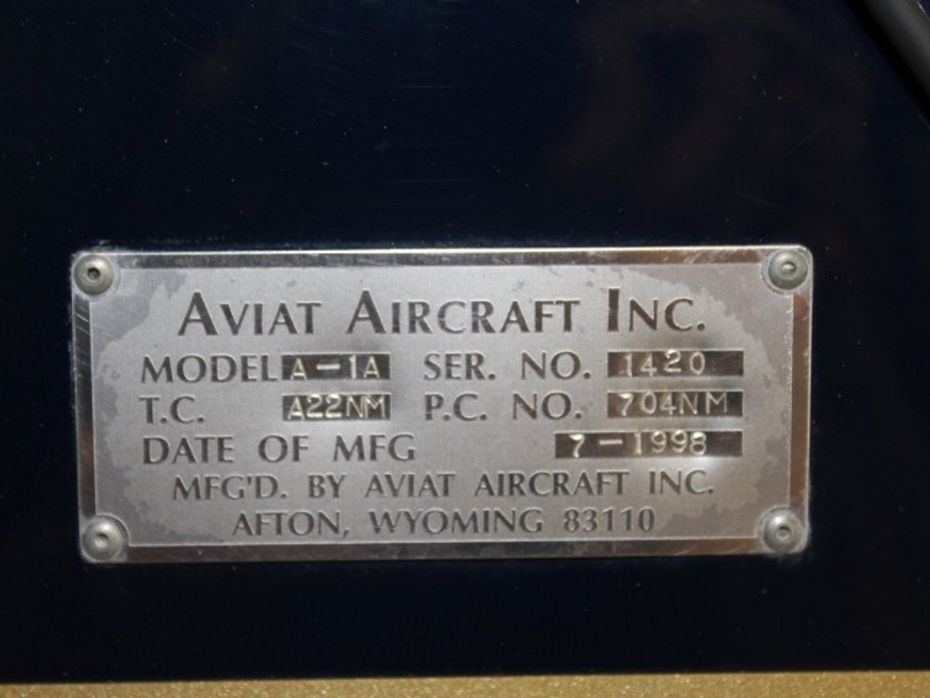 AVIAT AIRCRAFT INC.
MODEL A-1A SER. NO. 1420
T.C. A22NM P.C. NO. 704NM
DATE OF MFG 7-1998
MFG'D. BY AVIAT AIRCRAFT INC.
AFTON, WYOMING 83110